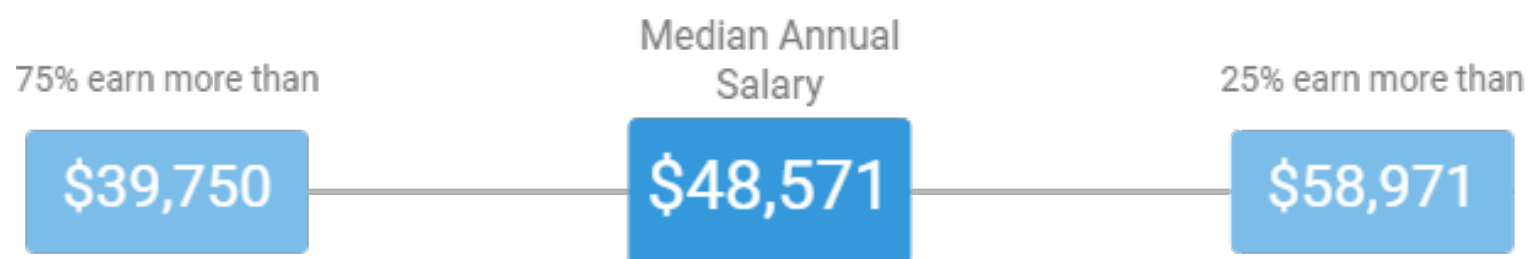 Median Annual
Salary
75% earn more than
25% earn more than
$39,750
$48,571
$58,971